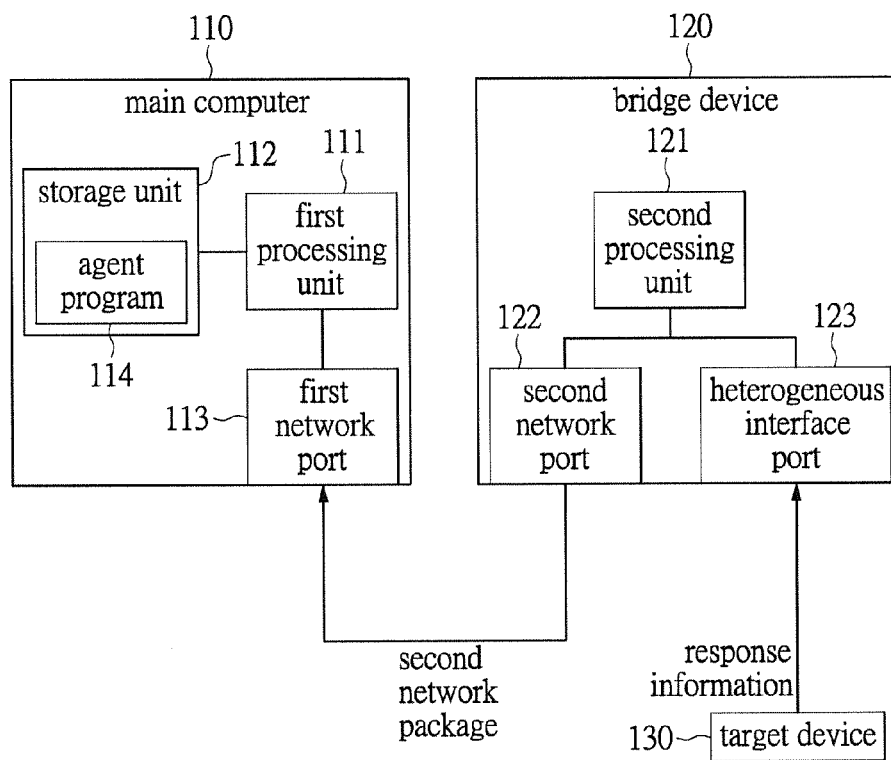 110
main computer
112
storage unit
agent
program
114
111
first
processing
unit
113
first
network
port
120
bridge device
121
second
processing
unit
122
second
network
port
123
heterogeneous
interface
port
second
network
package
response
information
130
target device